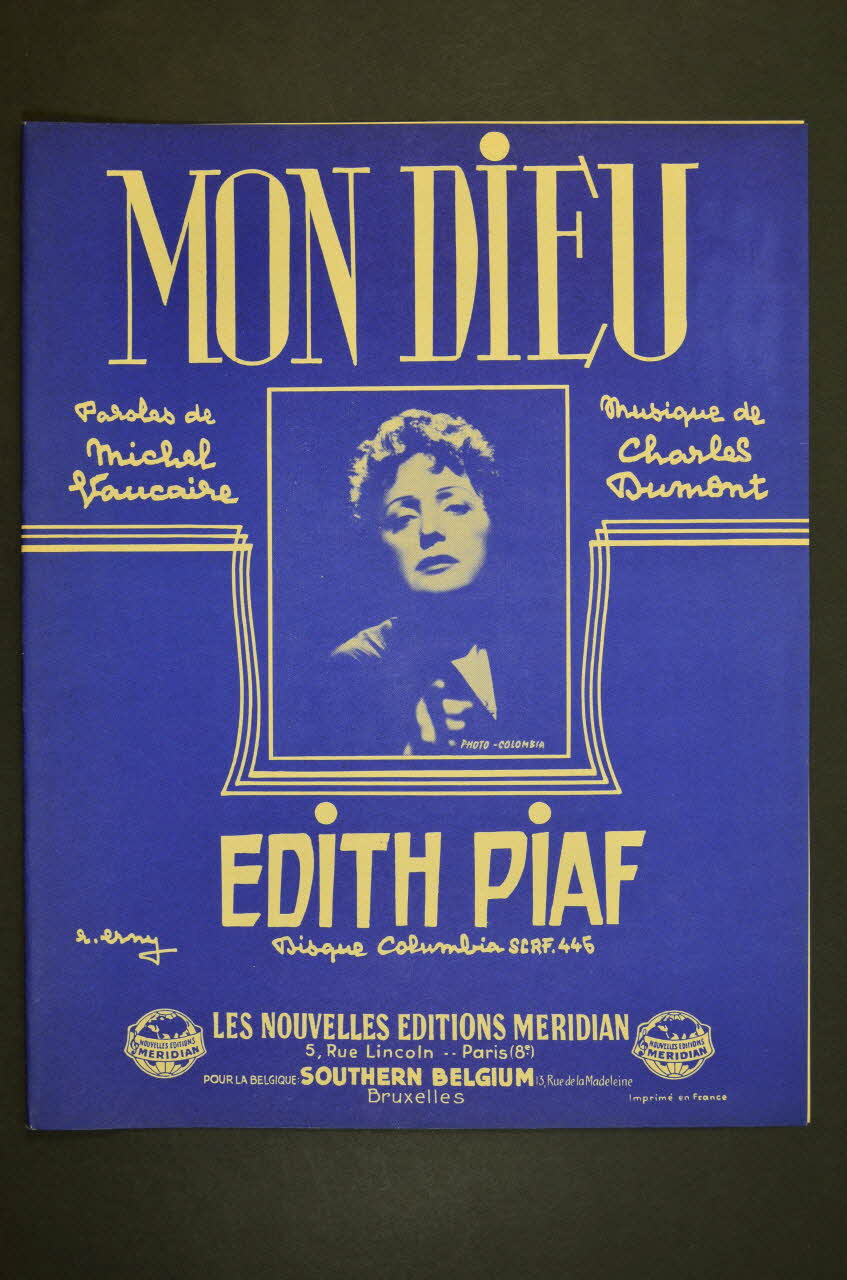 MON DIEU
Paroles de
Michel
Vaucaire
Musique de
Charles
Dumont
PHOTO - COLOMBIA
EDITH PIAF
r. erny
Disque Columbia SCRF. 445
LES NOUVELLES EDITIONS MERIDIAN
5, Rue Lincoln -- Paris (8e)
POUR LA BELGIQUE: SOUTHERN BELGIUM 13, Rue de la Madeleine
Bruxelles
Imprimé en France
NOUVELLES EDITIONS
MERIDIAN
NOUVELLES EDITIONS
MERIDIAN